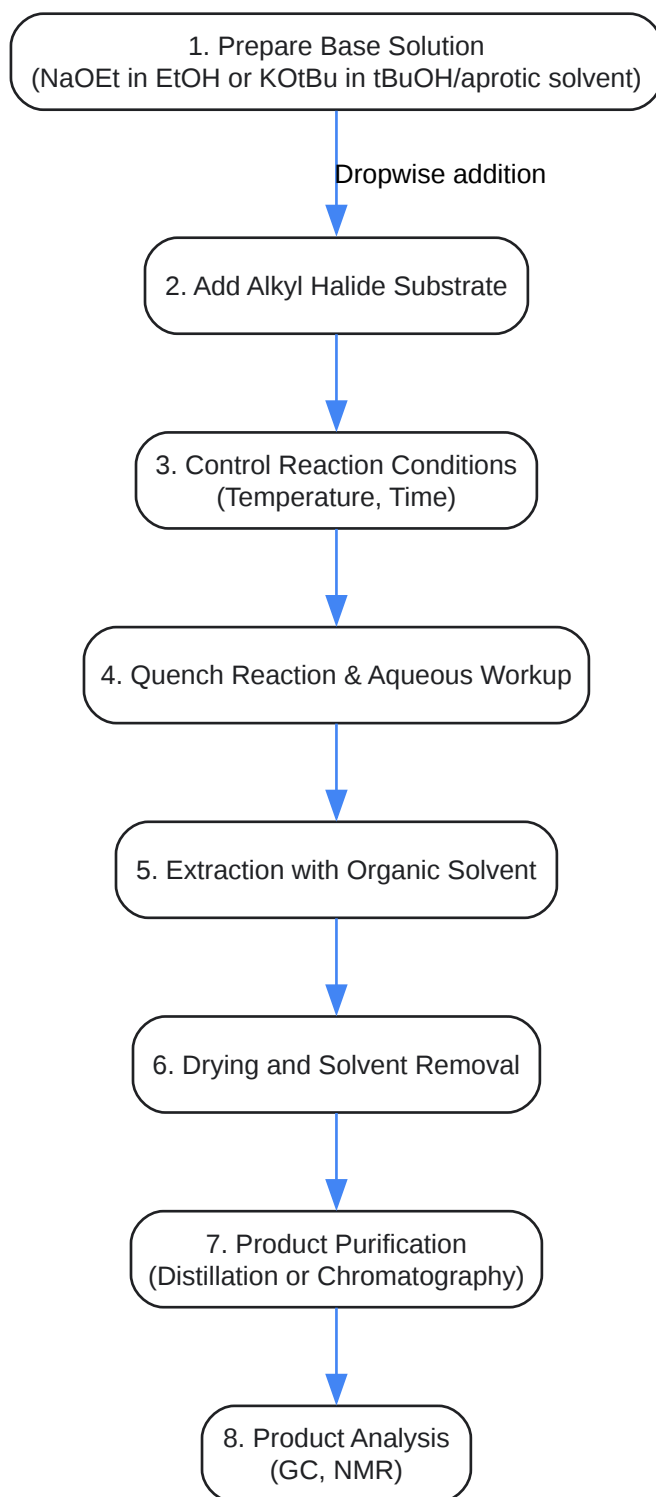 1. Prepare Base Solution
(NaOEt in EtOH or KOtBu in tBuOH/aprotic solvent)
Dropwise addition
2. Add Alkyl Halide Substrate
3. Control Reaction Conditions
(Temperature, Time)
4. Quench Reaction & Aqueous Workup
5. Extraction with Organic Solvent
6. Drying and Solvent Removal
7. Product Purification
(Distillation or Chromatography)
8. Product Analysis
(GC, NMR)